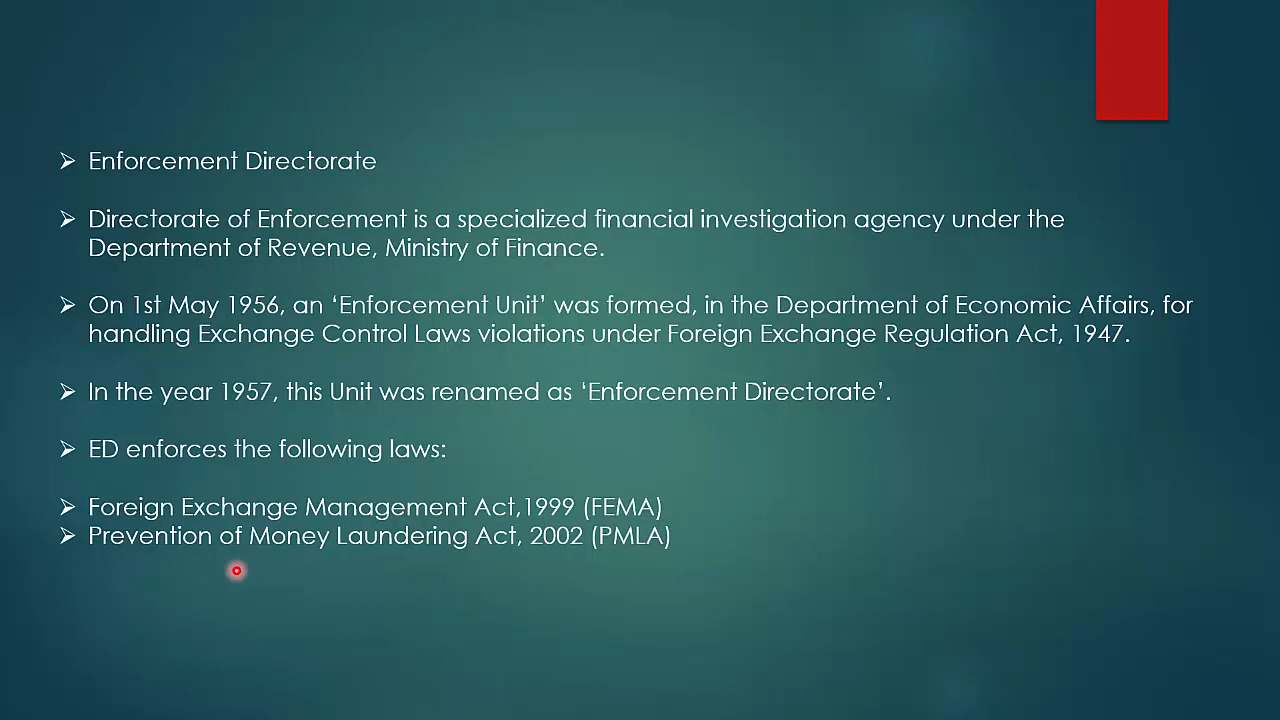 ➢ Enforcement Directorate
➢ Directorate of Enforcement is a specialized financial investigation agency under the
Department of Revenue, Ministry of Finance.
➢ On 1st May 1956, an ‘Enforcement Unit’ was formed, in the Department of Economic Affairs, for
handling Exchange Control Laws violations under Foreign Exchange Regulation Act, 1947.
➢ In the year 1957, this Unit was renamed as ‘Enforcement Directorate’.
➢ ED enforces the following laws:
➢ Foreign Exchange Management Act,1999 (FEMA)
➢ Prevention of Money Laundering Act, 2002 (PMLA)